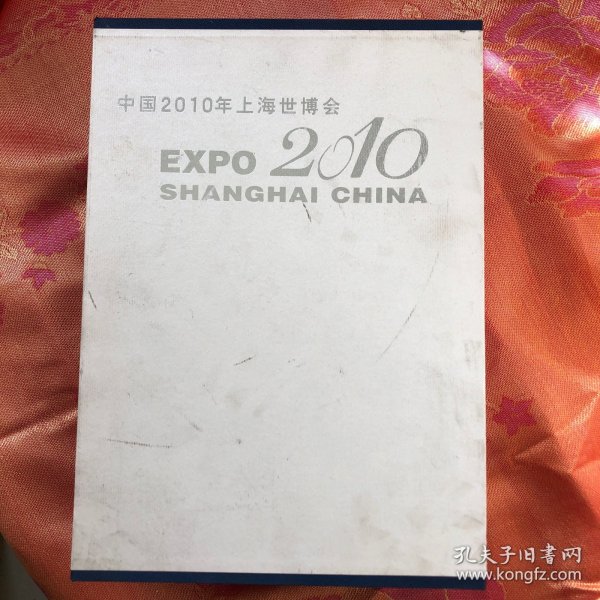 中国2010年上海世博会
EXPO 2010
SHANGHAI CHINA
孔夫子旧書网
www.kongfz.com